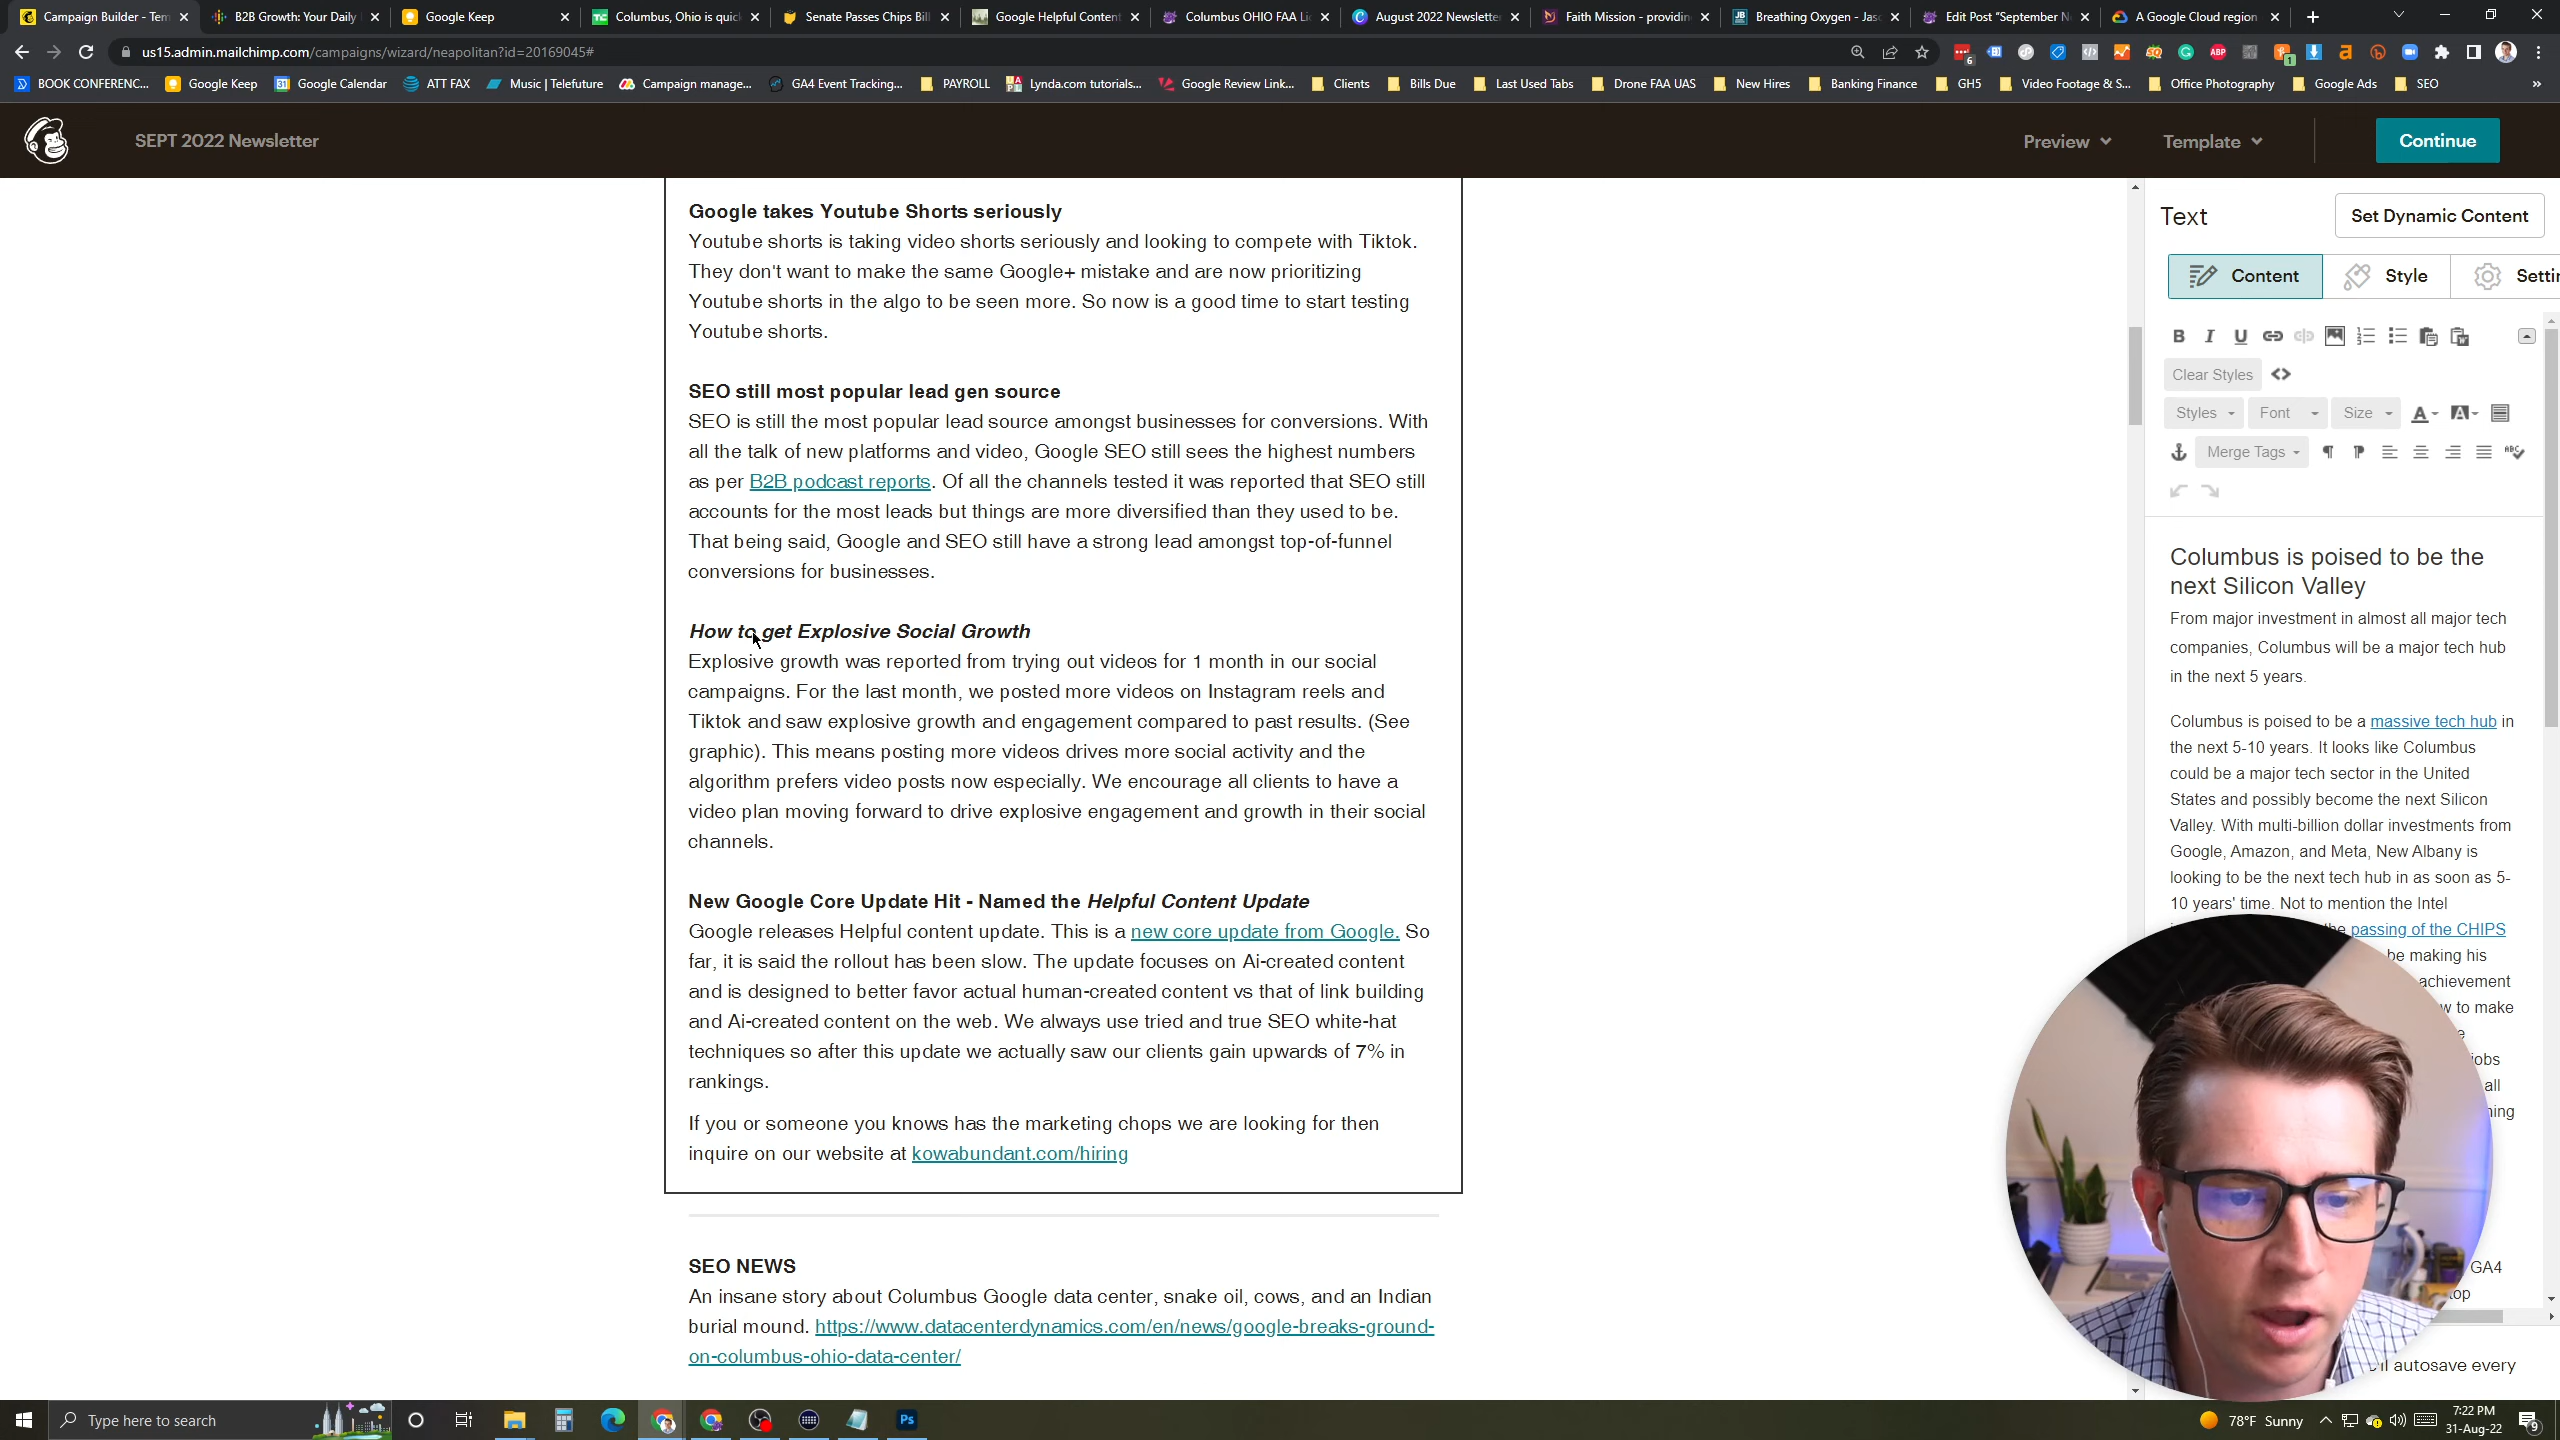 Campaign Builder - Tem
B2B Growth: Your Daily
Google Keep
Columbus, Ohio is quic
Senate Passes Chips Bil
Google Helpful Conten
Columbus OHIO FAA Li
August 2022 Newslette
Faith Mission - providin
Breathing Oxygen - Jas
Edit Post "September N
A Google Cloud region
us15.admin.mailchimp.com/campaigns/wizard/neapolitan?id=20169045#
BOOK CONFERENC...
Google Keep
Google Calendar
ATT FAX
Music | Telefuture
Campaign manage...
GA4 Event Tracking...
PAYROLL
Lynda.com tutorials...
Google Review Link...
Clients
Bills Due
Last Used Tabs
Drone FAA UAS
New Hires
Banking Finance
GH5
Video Footage & S...
Office Photography
Google Ads
SEO
SEPT 2022 Newsletter
Preview
Template
Continue
Google takes Youtube Shorts seriously
Youtube shorts is taking video shorts seriously and looking to compete with Tiktok.
They don't want to make the same Google+ mistake and are now prioritizing
Youtube shorts in the algo to be seen more. So now is a good time to start testing
Youtube shorts.
SEO still most popular lead gen source
SEO is still the most popular lead source amongst businesses for conversions. With
all the talk of new platforms and video, Google SEO still sees the highest numbers
as per B2B podcast reports. Of all the channels tested it was reported that SEO still
accounts for the most leads but things are more diversified than they used to be.
That being said, Google and SEO still have a strong lead amongst top-of-funnel
conversions for businesses.
How to get Explosive Social Growth
Explosive growth was reported from trying out videos for 1 month in our social
campaigns. For the last month, we posted more videos on Instagram reels and
Tiktok and saw explosive growth and engagement compared to past results. (See
graphic). This means posting more videos drives more social activity and the
algorithm prefers video posts now especially. We encourage all clients to have a
video plan moving forward to drive explosive engagement and growth in their social
channels.
New Google Core Update Hit - Named the Helpful Content Update
Google releases Helpful content update. This is a new core update from Google. So
far, it is said the rollout has been slow. The update focuses on Ai-created content
and is designed to better favor actual human-created content vs that of link building
and Ai-created content on the web. We always use tried and true SEO white-hat
techniques so after this update we actually saw our clients gain upwards of 7% in
rankings.
If you or someone you knows has the marketing chops we are looking for then
inquire on our website at kowabundant.com/hiring
SEO NEWS
An insane story about Columbus Google data center, snake oil, cows, and an Indian
burial mound. https://www.datacenterdynamics.com/en/news/google-breaks-ground-
on-columbus-ohio-data-center/
Text
Set Dynamic Content
Content
Style
Settin
Clear Styles
Styles
Font
Size
Merge Tags
Columbus is poised to be the
next Silicon Valley
From major investment in almost all major tech
companies, Columbus will be a major tech hub
in the next 5 years.
Columbus is poised to be a massive tech hub in
the next 5-10 years. It looks like Columbus
could be a major tech sector in the United
States and possibly become the next Silicon
Valley. With multi-billion dollar investments from
Google, Amazon, and Meta, New Albany is
looking to be the next tech hub in as soon as 5-
10 years' time. Not to mention the Intel
passing of the CHIPS
be making his
achievement
to make
jobs
all
GA4
autosave every
Type here to search
Ps
78°F Sunny
7:22 PM
31-Aug-22
9